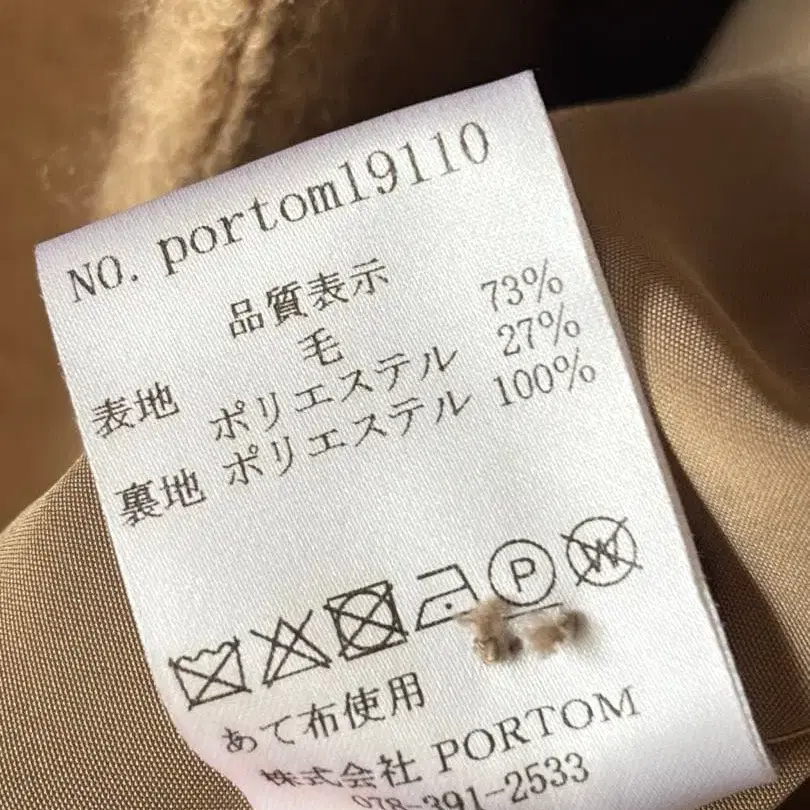 NO. portom19110
品質表示
表地 毛 73%
ポリエステル 27%
裏地 ポリエステル 100%
P W
あて布使用
株式会社 PORTOM
078-391-2533